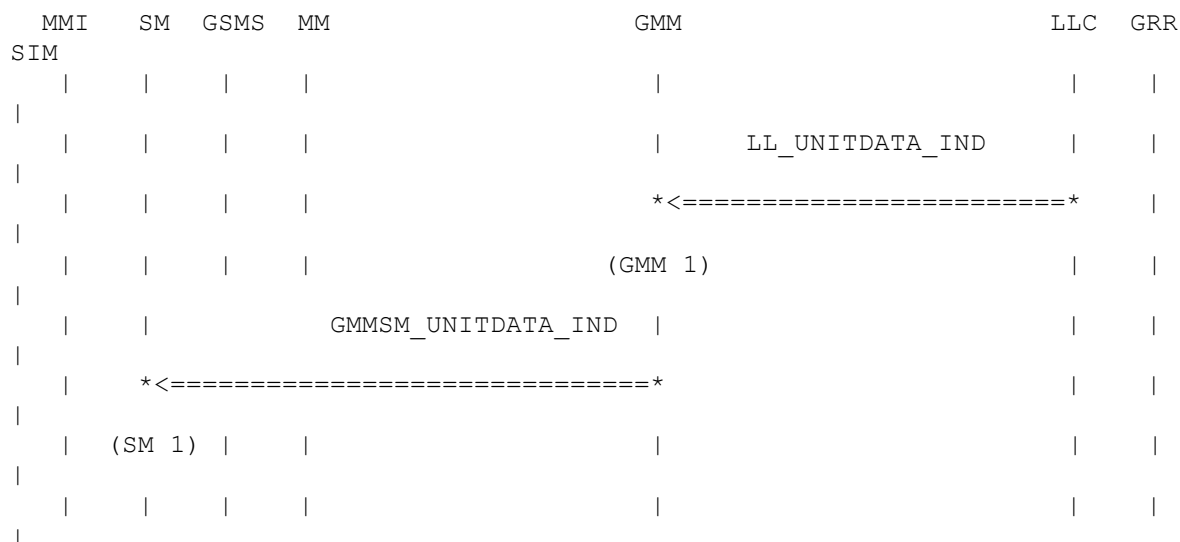 MMI SM GSMS MM GMM LLC GRR
SIM
| | | | | | |
|
| | | | | LL_UNITDATA_IND | |
|
| | | | *<========================* |
|
| | | | (GMM 1) | |
|
| | GMMSM_UNITDATA_IND | | |
|
| *<==============================* | |
|
| (SM 1) | | | | |
|
| | | | | | |
|